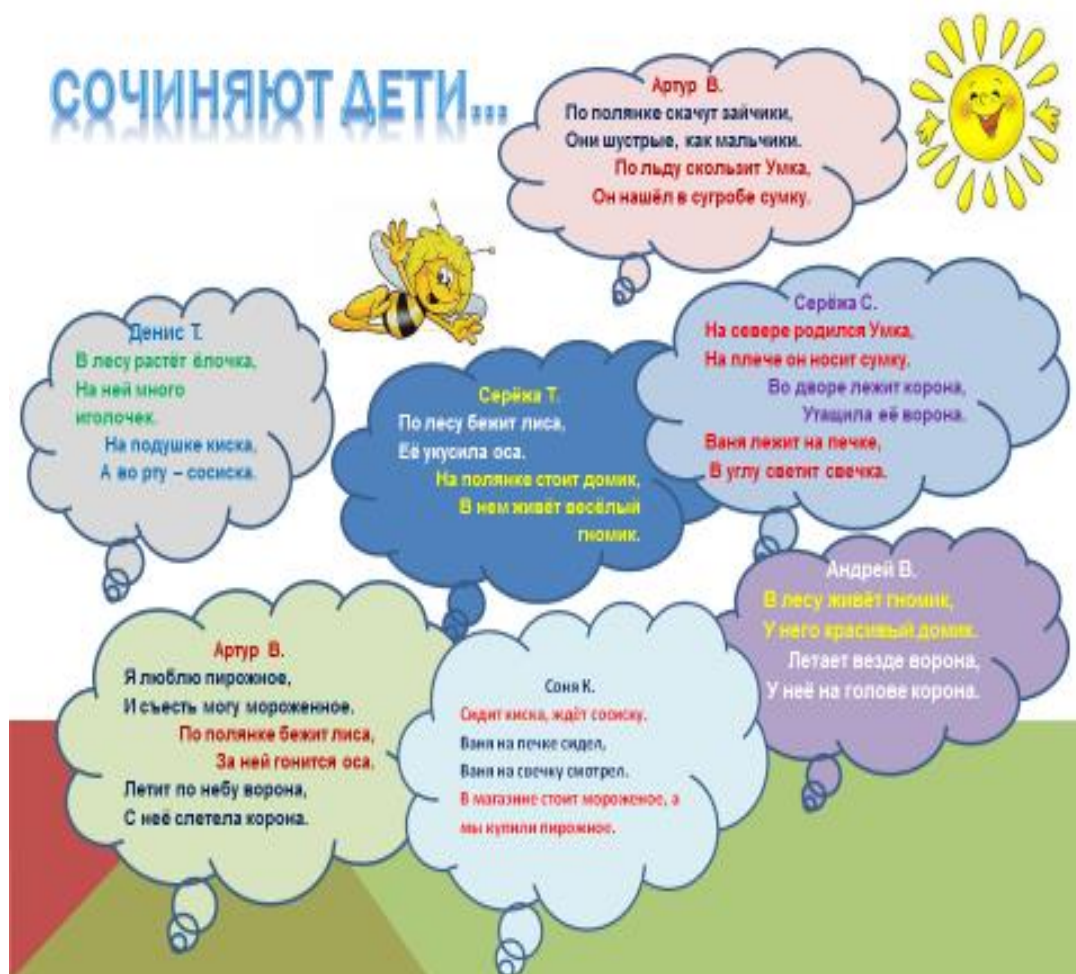 СОЧИНЯЮТ ДЕТИ...
Артур В.
По полянке скачут зайчики,
Они шустрые, как мальчики.
По льду скользит Умка,
Он нашёл в сугробе сумку.
Денис Т.
В лесу растёт ёлочка,
На ней много
иголочек.
На подушке киска,
А во рту – сосиска.
Серёжа Т.
По лесу бежит лиса,
Её укусила оса.
На полянке стоит домик,
В нем живёт весёлый
гномик.
Серёжа С.
На севере родился Умка,
На плече он носит сумку.
Во дворе лежит корона,
Утащила её ворона.
Ваня лежит на печке,
В углу светит свечка.
Артур В.
Я люблю пирожное,
И съесть могу мороженное.
По полянке бежит лиса,
За ней гонится оса.
Летит по небу ворона,
С неё слетела корона.
Соня К.
Сидит киска, ждёт сосиску.
Ваня на печке сидел,
Ваня на свечку смотрел.
В магазине стоит мороженое, а
мы купили пирожное.
Андрей В.
В лесу живёт гномик,
У него красивый домик.
Летает везде ворона,
У неё на голове корона.